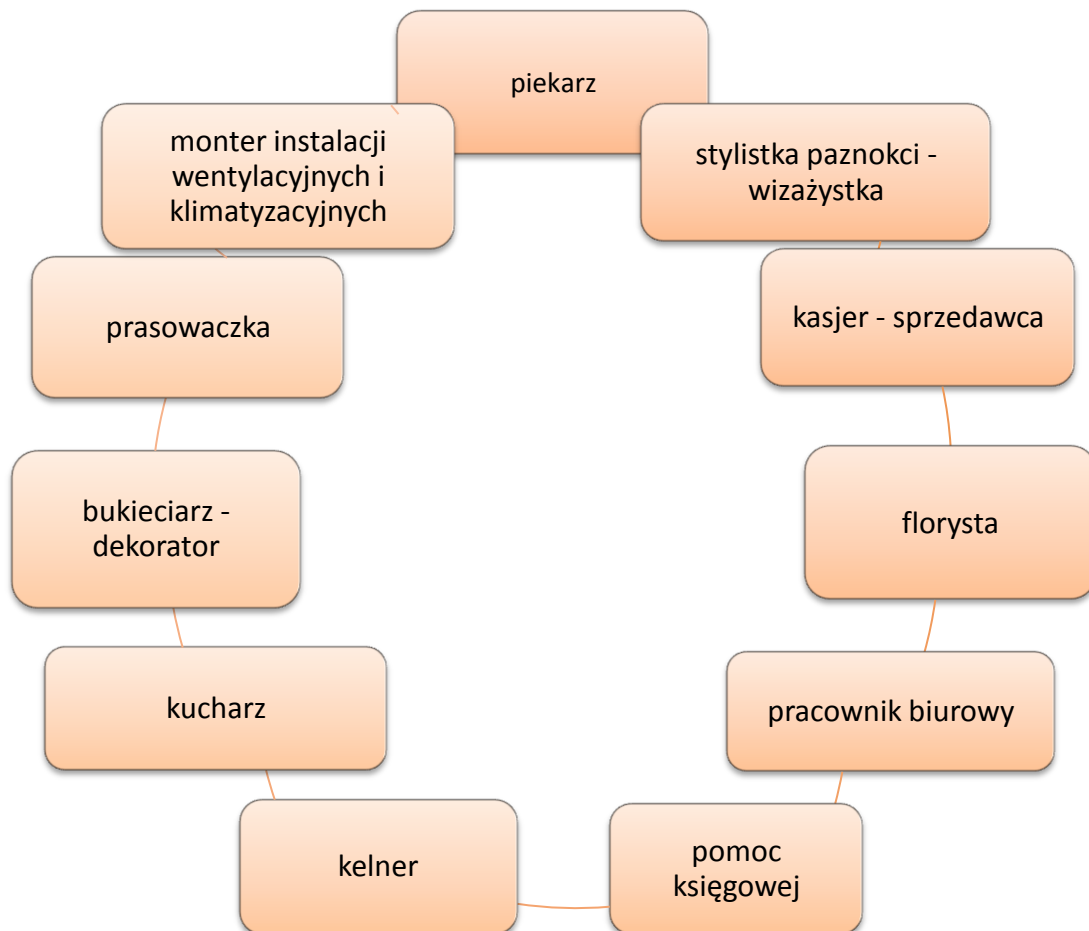 piekarz
stylistka paznokci -
wizażystka
kasjer - sprzedawca
florysta
pracownik biurowy
pomoc
księgowej
kelner
kucharz
bukieciarz -
dekorator
prasowaczka
monter instalacji
wentylacyjnych i
klimatyzacyjnych